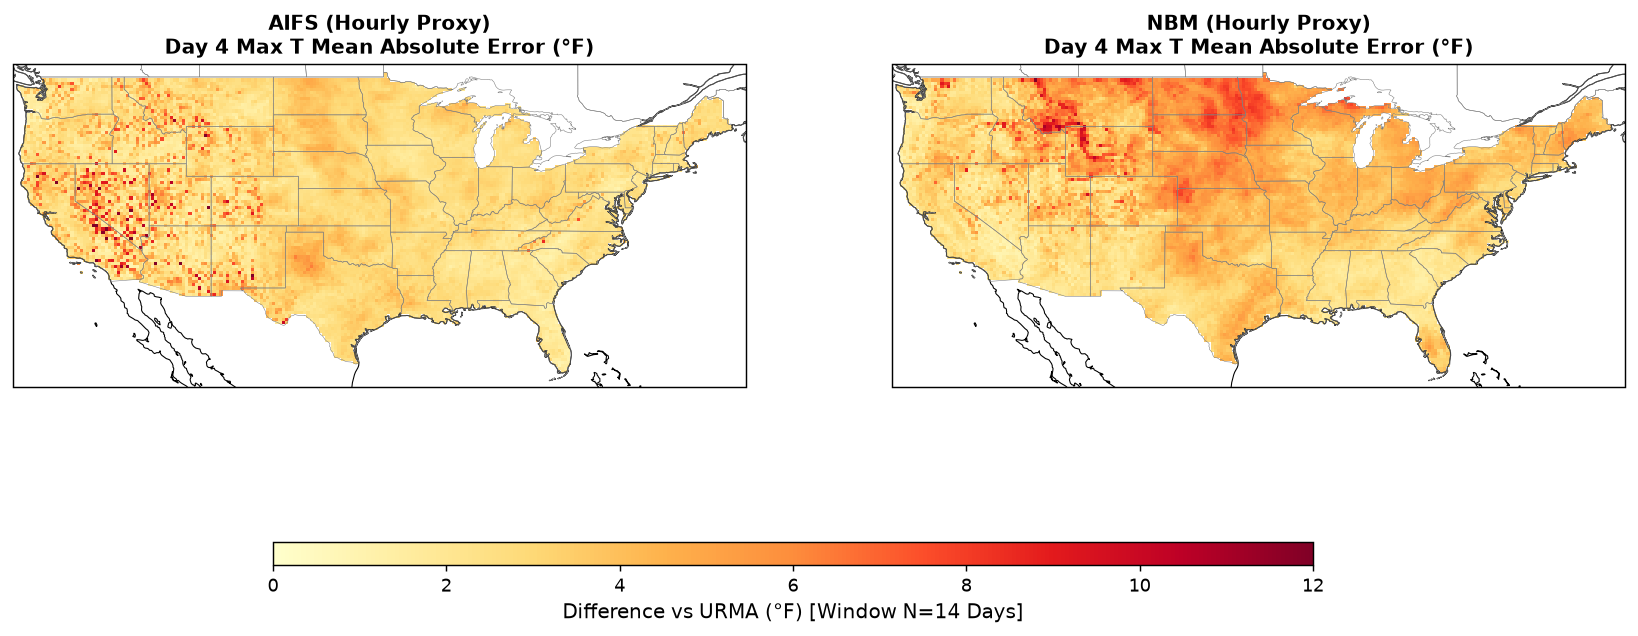 AIFS (Hourly Proxy)
Day 4 Max T Mean Absolute Error (°F)
NBM (Hourly Proxy)
Day 4 Max T Mean Absolute Error (°F)
0 2 4 6 8 10 12
Difference vs URMA (°F) [Window N=14 Days]